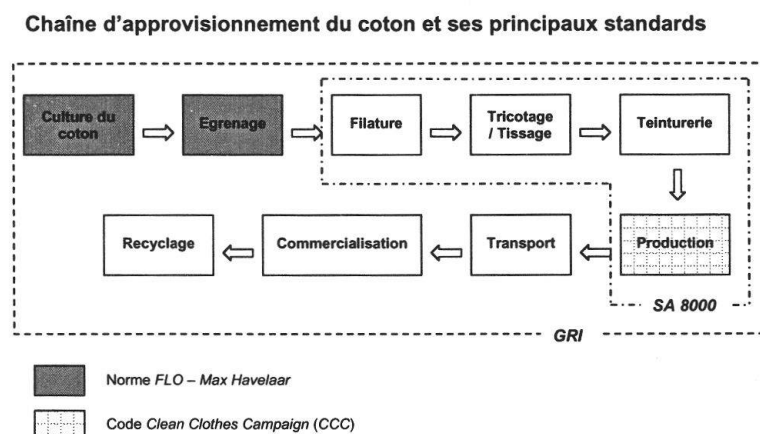 Chaîne d'approvisionnement du coton et ses principaux standards
Culture du
coton
Egrenage
Filature
Tricotage
/ Tissage
Teinturerie
Recyclage
Commercialisation
Transport
Production
SA 8000
GRI
Norme FLO – Max Havelaar
Code Clean Clothes Campaign (CCC)